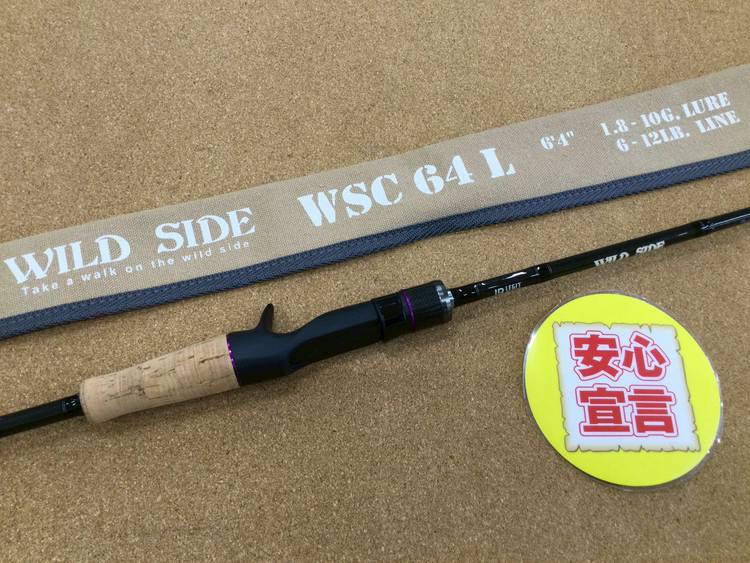 WILD SIDE
Take a walk on the wild side
WSC 64 L
6'4"
1.8-10G. LURE
6-12LB. LINE
WILD SIDE
安心
宣言